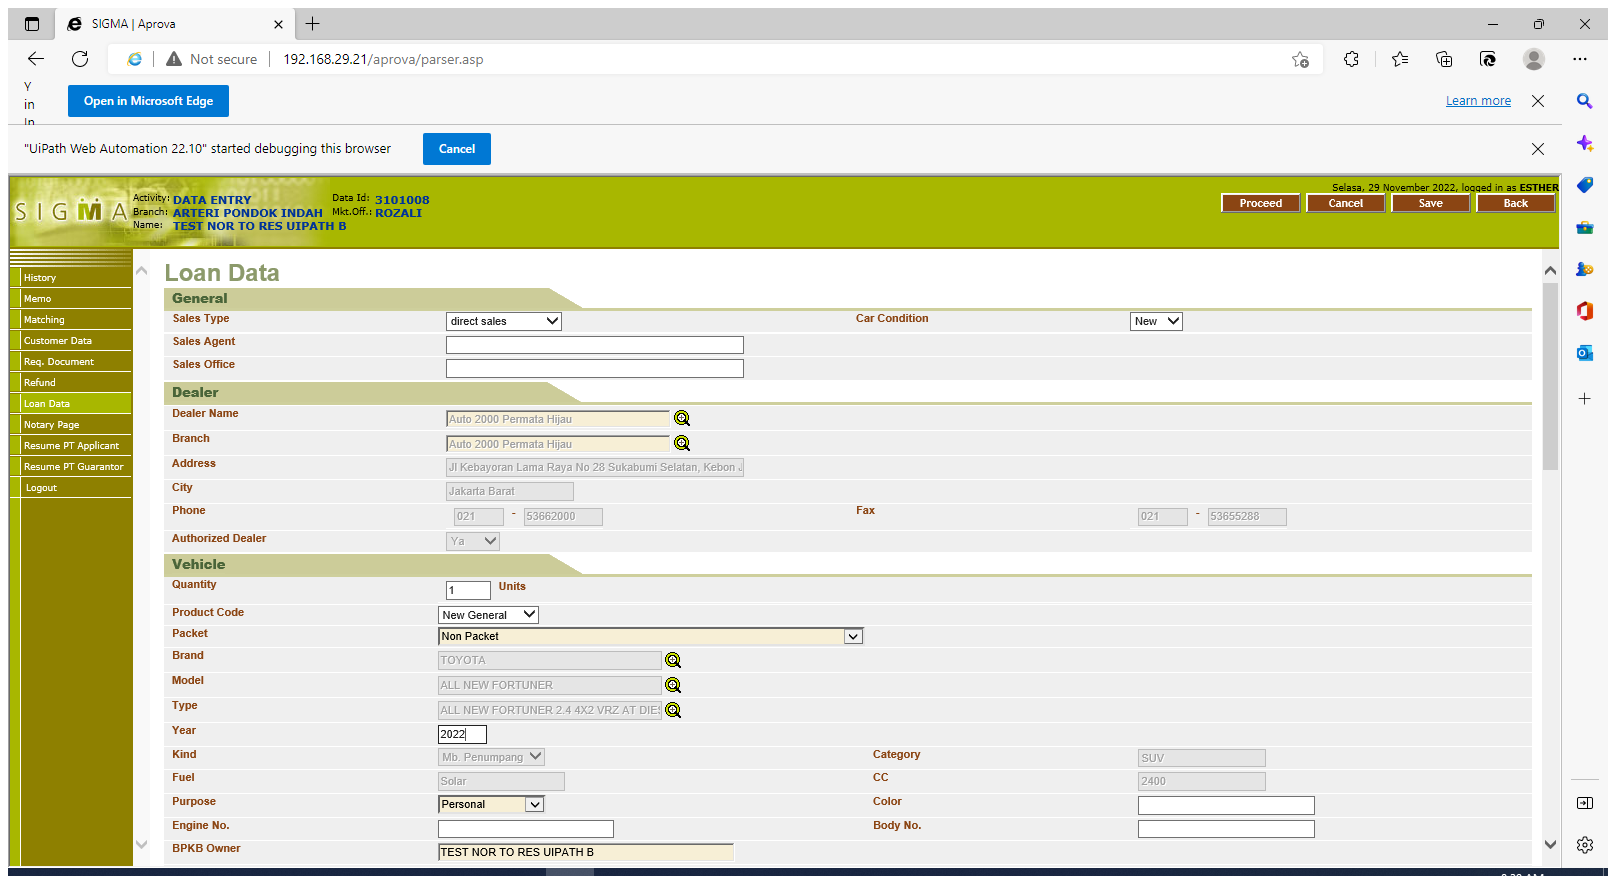 SIGMA | Aprova
Not secure
192.168.29.21/aprova/parser.asp
Y
in
In
Open in Microsoft Edge
Learn more
"UiPath Web Automation 22.10" started debugging this browser
Cancel
SIGMA
Activity: DATA ENTRY
Data Id: 3101008
Branch: ARTERI PONDOK INDAH
Mkt.Off.: ROZALI
Name: TEST NOR TO RES UIPATH B
Selasa, 29 November 2022, logged in as ESTHER
Proceed Cancel Save Back
History
Memo
Matching
Customer Data
Req. Document
Refund
Loan Data
Notary Page
Resume PT Applicant
Resume PT Guarantor
Logout
Loan Data
General
Sales Type direct sales Car Condition New
Sales Agent
Sales Office
Dealer
Dealer Name Auto 2000 Permata Hijau
Branch Auto 2000 Permata Hijau
Address Jl Kebayoran Lama Raya No 28 Sukabumi Selatan, Kebon J
City Jakarta Barat
Phone 021 - 53662000 Fax 021 - 53655288
Authorized Dealer Ya
Vehicle
Quantity 1 Units
Product Code New General
Packet Non Packet
Brand TOYOTA
Model ALL NEW FORTUNER
Type ALL NEW FORTUNER 2.4 4X2 VRZ AT DIES
Year 2022
Kind Mb. Penumpang Category SUV
Fuel Solar CC 2400
Purpose Personal Color
Engine No. Body No.
BPKB Owner TEST NOR TO RES UIPATH B